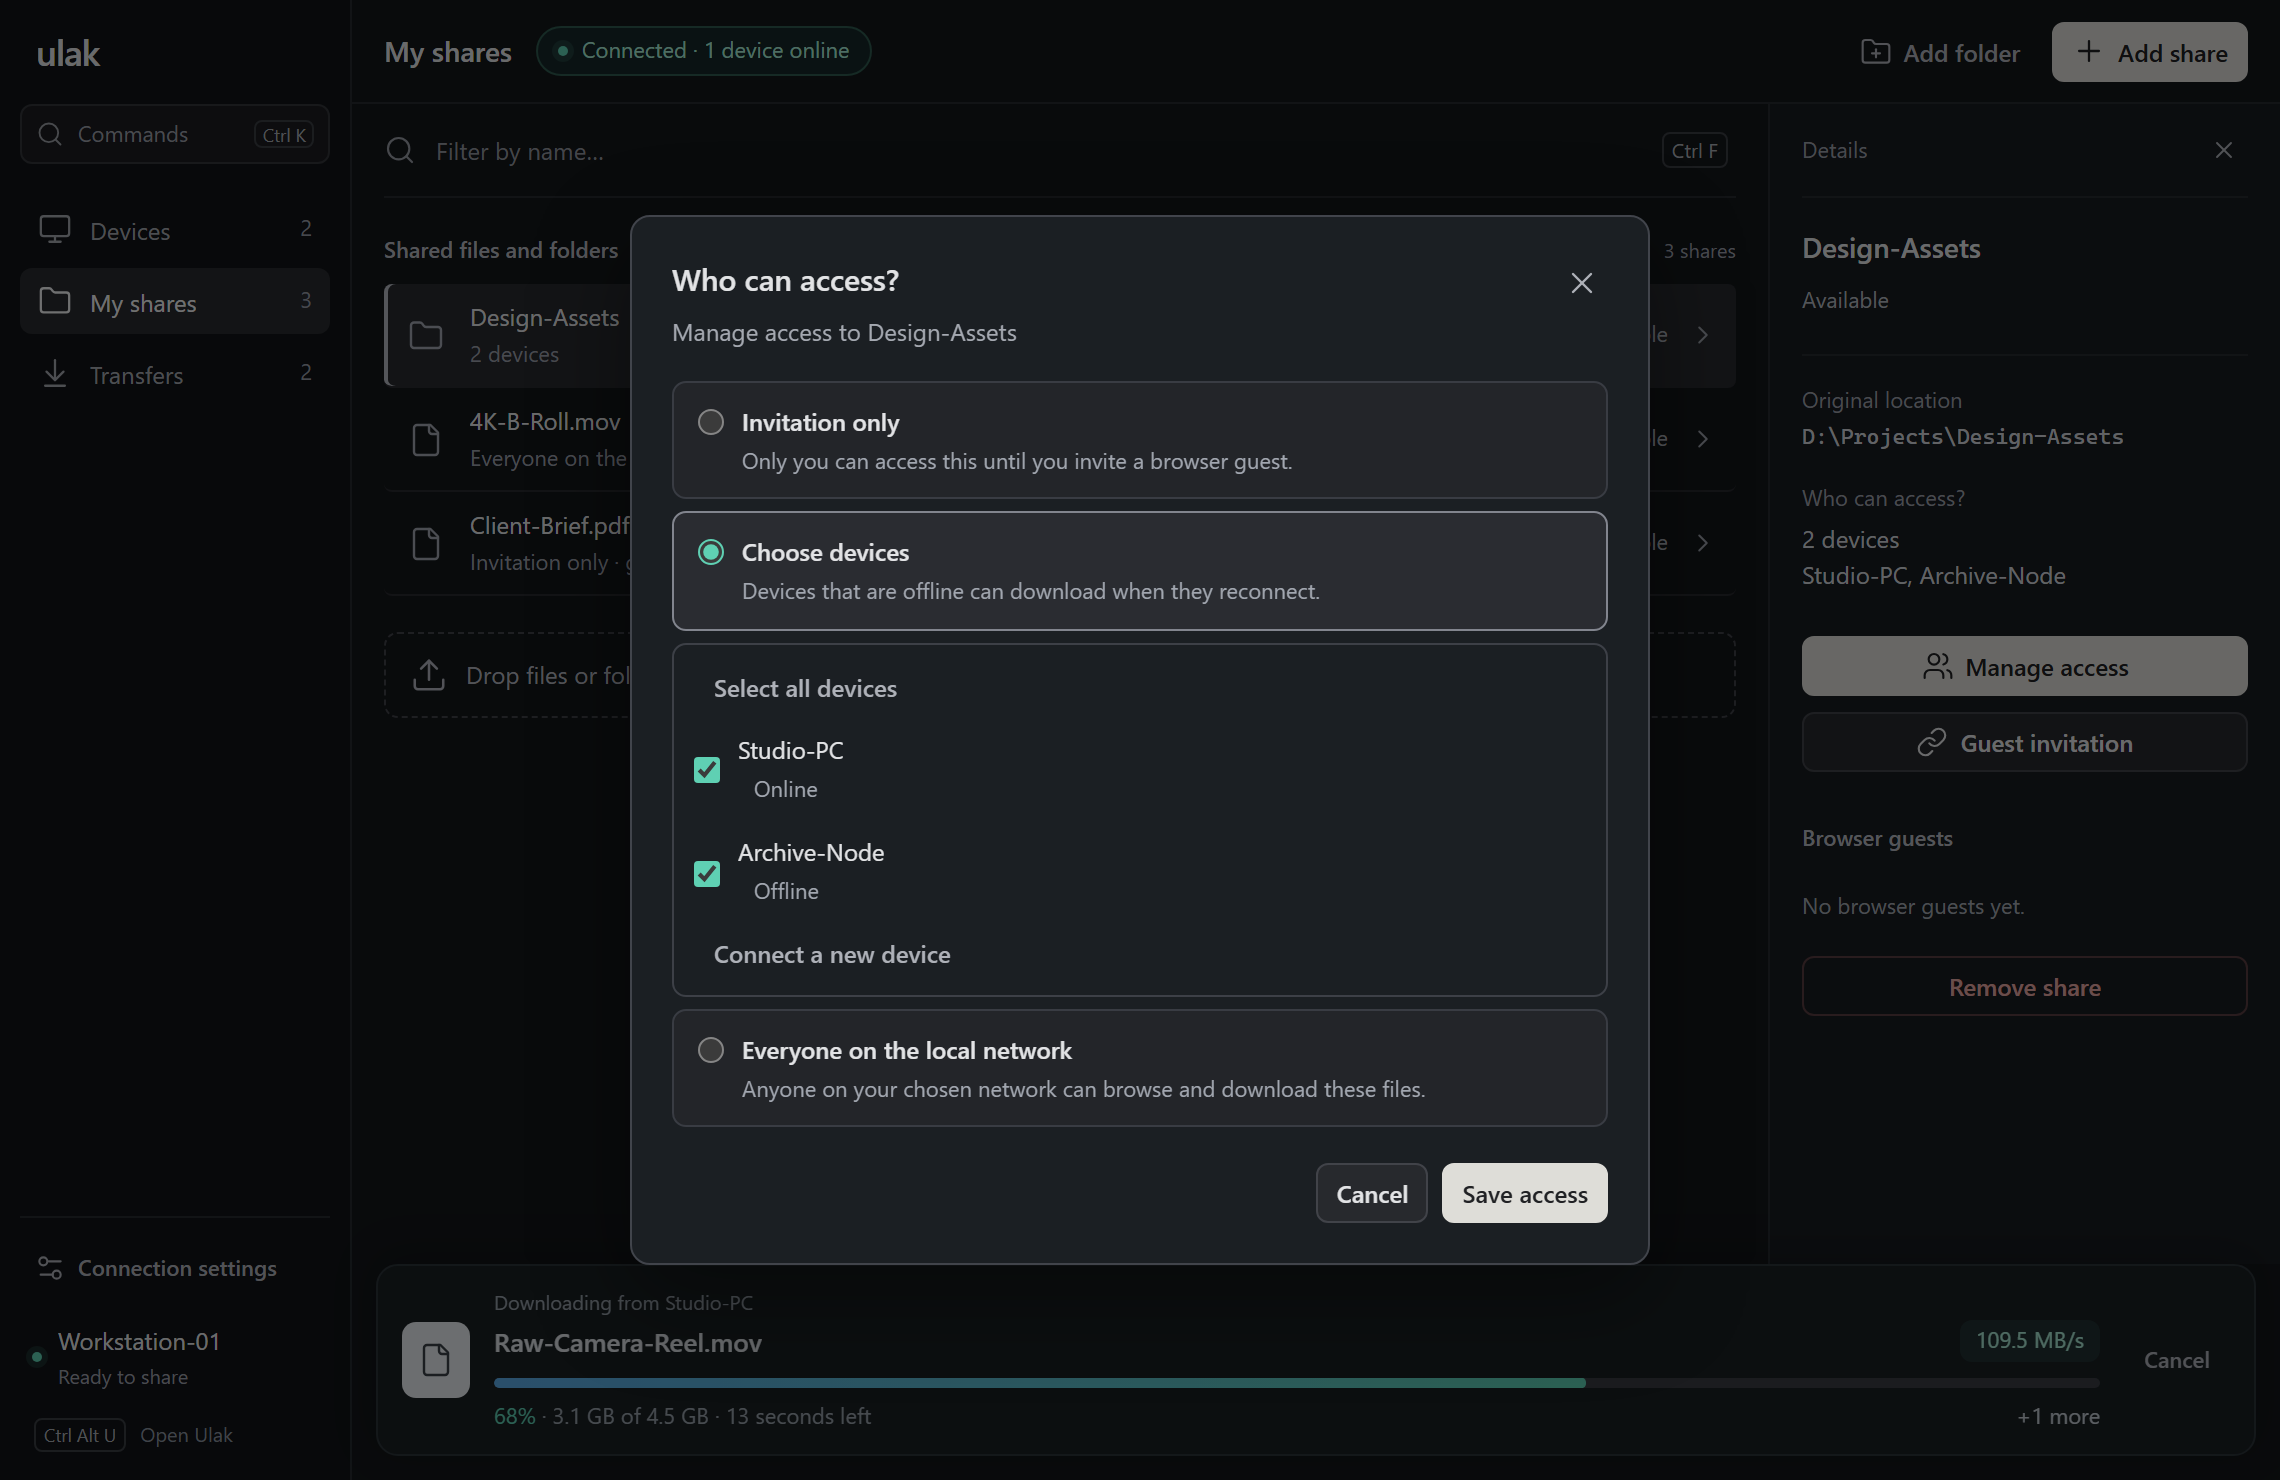 ulak
Commands
Ctrl K
Devices
2
My shares
3
Transfers
2
Connection settings
Workstation-01
Ready to share
Ctrl Alt U
Open Ulak
My shares
Connected · 1 device online
Add folder
Add share
Filter by name...
Ctrl F
Shared files and folders
3 shares
Design-Assets
2 devices
4K-B-Roll.mov
Everyone on the
Client-Brief.pdf
Invitation only ·
Drop files or fol
Who can access?
Manage access to Design-Assets
Invitation only
Only you can access this until you invite a browser guest.
Choose devices
Devices that are offline can download when they reconnect.
Select all devices
Studio-PC
Online
Archive-Node
Offline
Connect a new device
Everyone on the local network
Anyone on your chosen network can browse and download these files.
Cancel
Save access
Details
Design-Assets
Available
Original location
D:\Projects\Design-Assets
Who can access?
2 devices
Studio-PC, Archive-Node
Manage access
Guest invitation
Browser guests
No browser guests yet.
Remove share
Downloading from Studio-PC
Raw-Camera-Reel.mov
109.5 MB/s
Cancel
68% · 3.1 GB of 4.5 GB · 13 seconds left
+1 more